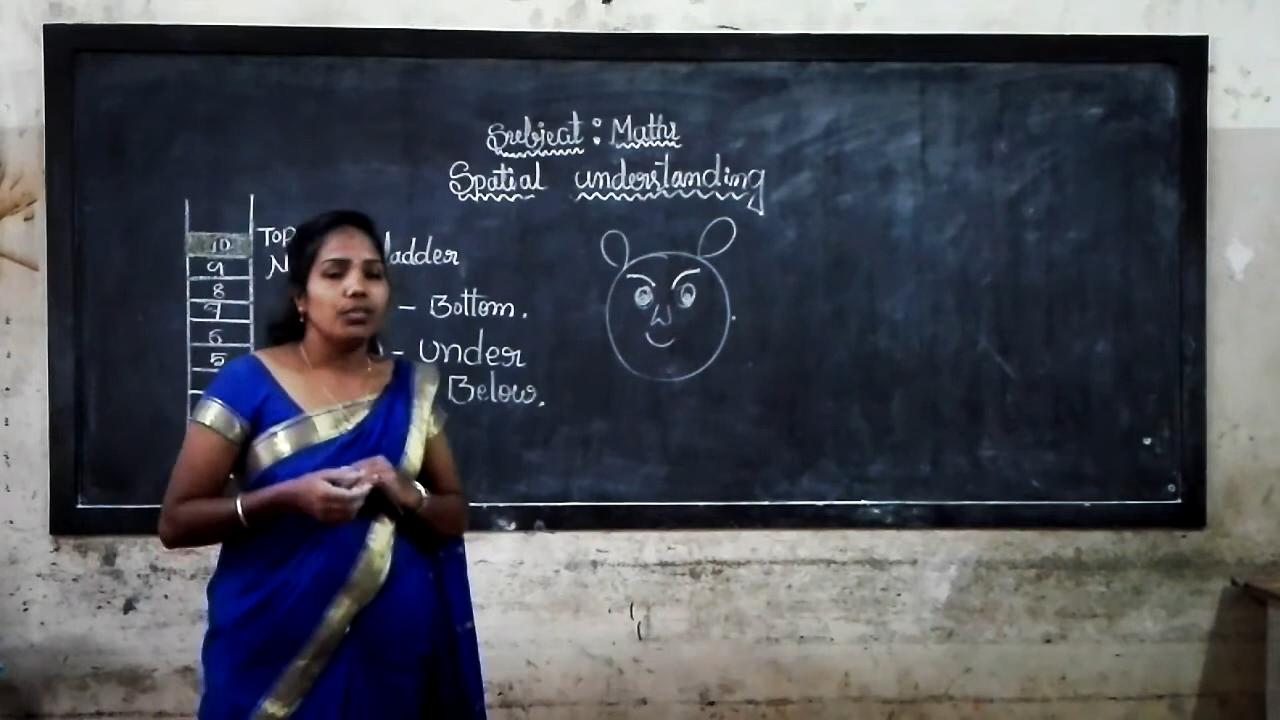 Subject : Maths
Spatial understanding
10 Top
9 ladder
8
7 - Bottom.
6
5 - under
Below.